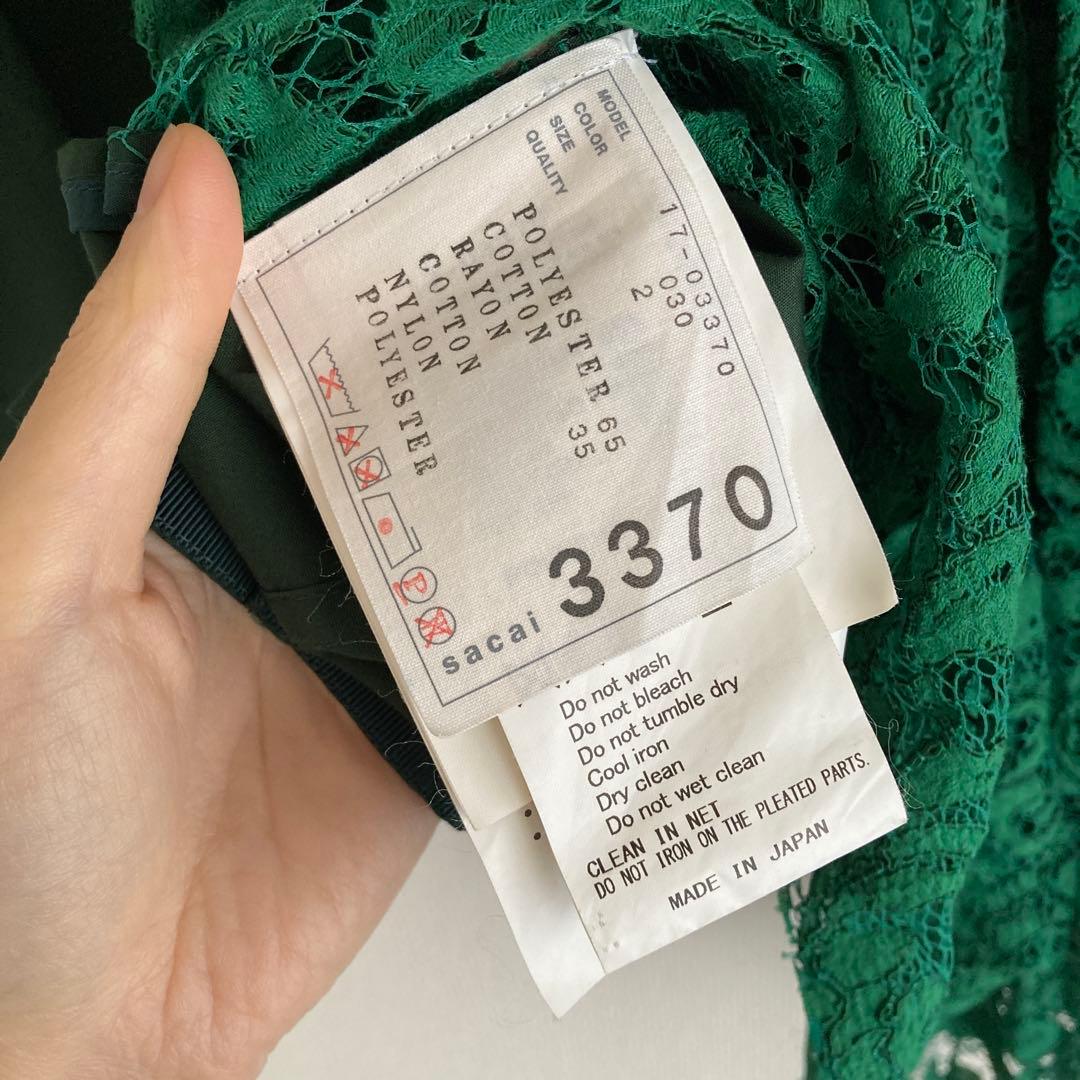 MODEL 17-03370
COLOR 030
SIZE 2
QUALITY
POLYESTER 65
COTTON 35
RAYON
COTTON
NYLON
POLYESTER
P
sacai 3370
Do not wash
Do not bleach
Do not tumble dry
Cool iron
Dry clean
Do not wet clean
CLEAN IN NET
DO NOT IRON ON THE PLEATED PARTS.
MADE IN JAPAN